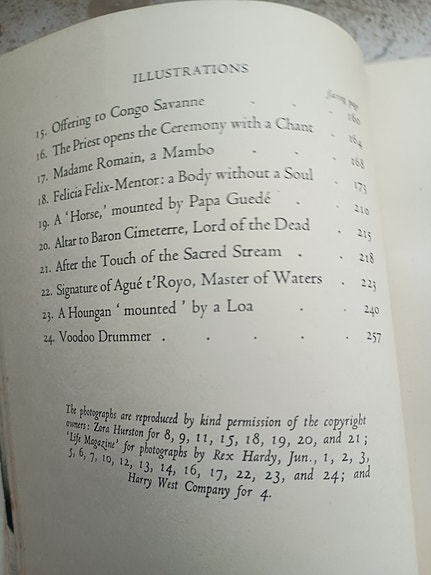 ILLUSTRATIONS
facing page
15. Offering to Congo Savanne . . . 160
16. The Priest opens the Ceremony with a Chant . 164
17. Madame Romain, a Mambo . . . 168
18. Felicia Felix-Mentor: a Body without a Soul . 173
19. A ‘Horse,’ mounted by Papa Guedé . . 210
20. Altar to Baron Cimeterre, Lord of the Dead . 215
21. After the Touch of the Sacred Stream . . 218
22. Signature of Agué t’Royo, Master of Waters . 223
23. A Houngan ‘mounted’ by a Loa . . 240
24. Voodoo Drummer . . . . . 257
The photographs are reproduced by kind permission of the copyright
owners: Zora Hurston for 8, 9, 11, 15, 18, 19, 20, and 21;
‘Life Magazine’ for photographs by Rex Hardy, Jun., 1, 2, 3,
5, 6, 7, 10, 12, 13, 14, 16, 17, 22, 23, and 24; and
Harry West Company for 4.